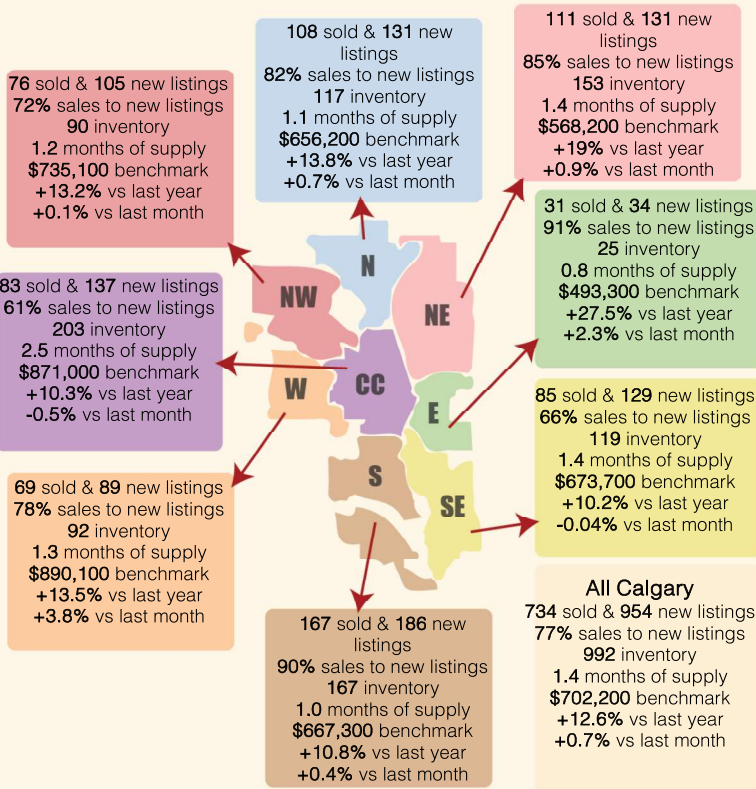 108 sold & 131 new
listings
82% sales to new listings
117 inventory
1.1 months of supply
$656,200 benchmark
+13.8% vs last year
+0.7% vs last month
111 sold & 131 new
listings
85% sales to new listings
153 inventory
1.4 months of supply
$568,200 benchmark
+19% vs last year
+0.9% vs last month
76 sold & 105 new listings
72% sales to new listings
90 inventory
1.2 months of supply
$735,100 benchmark
+13.2% vs last year
+0.1% vs last month
31 sold & 34 new listings
91% sales to new listings
25 inventory
0.8 months of supply
$493,300 benchmark
+27.5% vs last year
+2.3% vs last month
83 sold & 137 new listings
61% sales to new listings
203 inventory
2.5 months of supply
$871,000 benchmark
+10.3% vs last year
-0.5% vs last month
N
NW
NE
W
CC
E
S
SE
85 sold & 129 new listings
66% sales to new listings
119 inventory
1.4 months of supply
$673,700 benchmark
+10.2% vs last year
-0.04% vs last month
69 sold & 89 new listings
78% sales to new listings
92 inventory
1.3 months of supply
$890,100 benchmark
+13.5% vs last year
+3.8% vs last month
167 sold & 186 new
listings
90% sales to new listings
167 inventory
1.0 months of supply
$667,300 benchmark
+10.8% vs last year
+0.4% vs last month
All Calgary
734 sold & 954 new listings
77% sales to new listings
992 inventory
1.4 months of supply
$702,200 benchmark
+12.6% vs last year
+0.7% vs last month